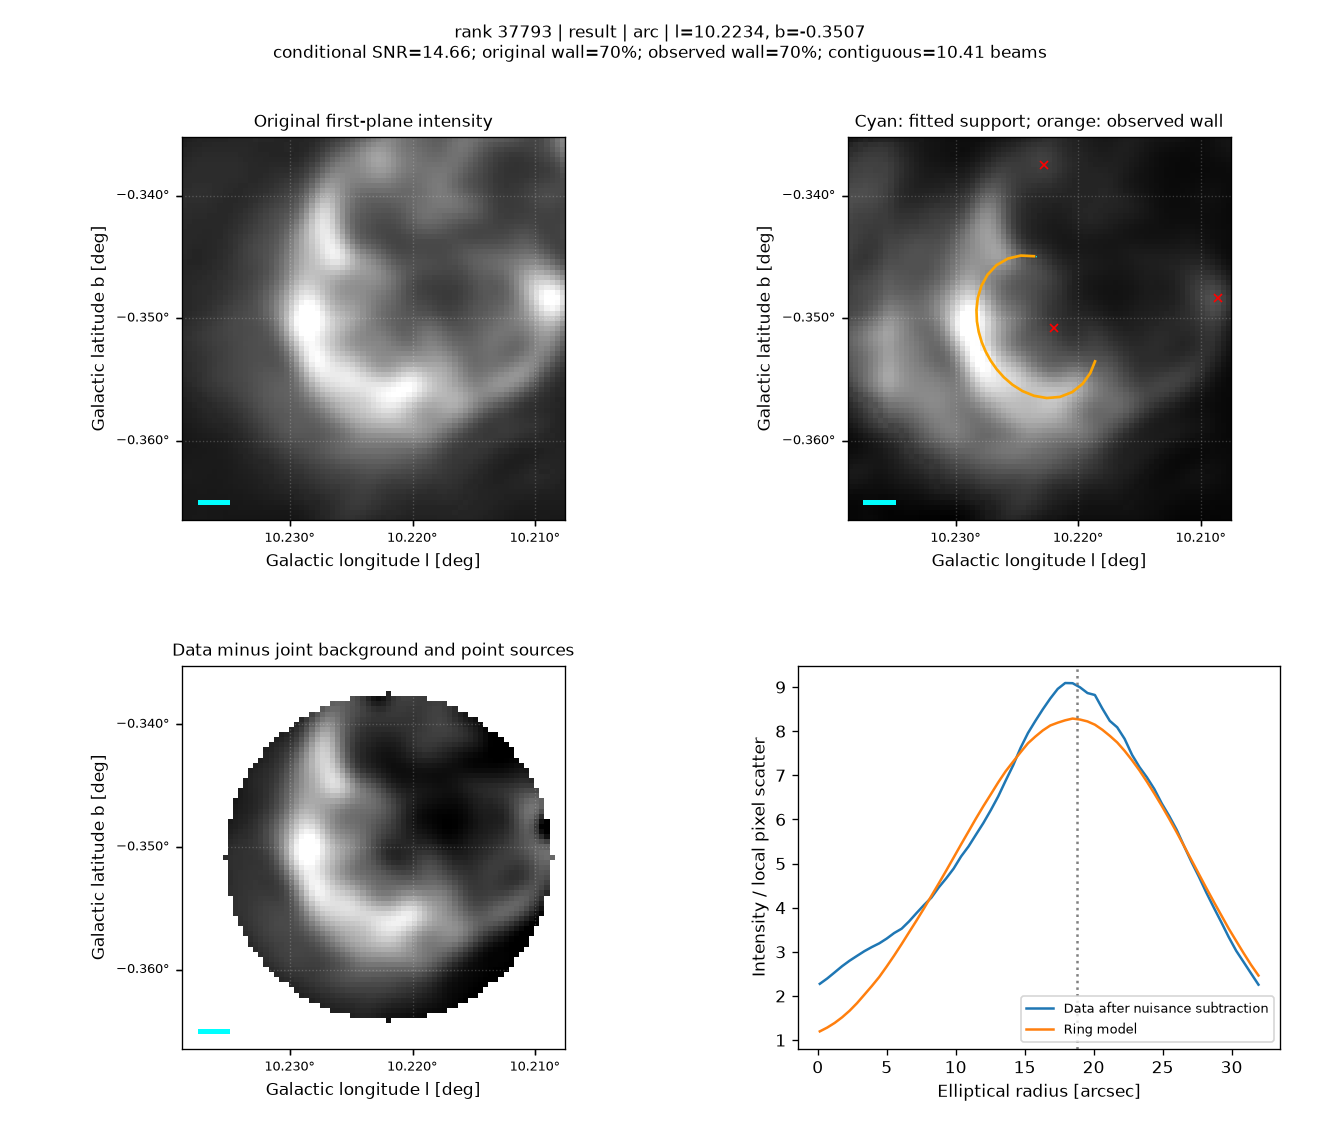 rank 37793 | result | arc | l=10.2234, b=-0.3507
conditional SNR=14.66; original wall=70%; observed wall=70%; contiguous=10.41 beams
Original first-plane intensity
−0.340°
−0.350°
−0.360°
Galactic latitude b [deg]
10.230°
10.220°
10.210°
Galactic longitude l [deg]
Cyan: fitted support; orange: observed wall
−0.340°
−0.350°
−0.360°
Galactic latitude b [deg]
10.230°
10.220°
10.210°
Galactic longitude l [deg]
Data minus joint background and point sources
−0.340°
−0.350°
−0.360°
Galactic latitude b [deg]
10.230°
10.220°
10.210°
Galactic longitude l [deg]
9
8
7
6
5
4
3
2
1
Intensity / local pixel scatter
Data after nuisance subtraction
Ring model
0
5
10
15
20
25
30
Elliptical radius [arcsec]